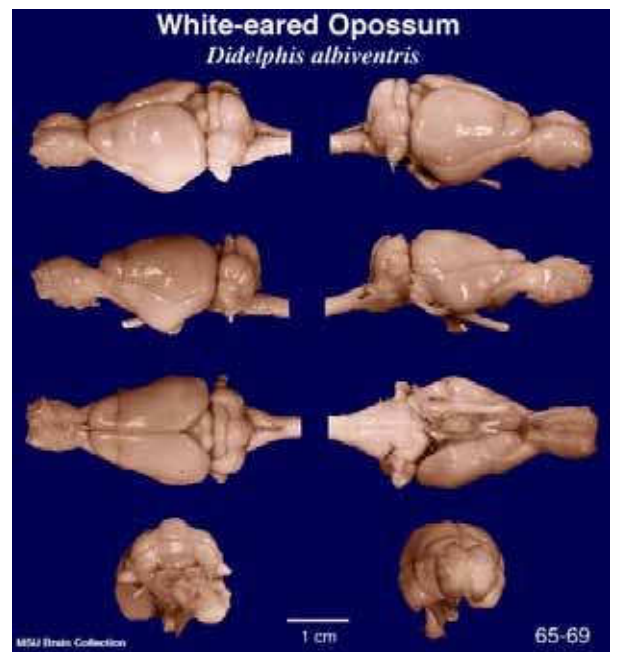 White-eared Opossum
Didelphis albiventris
1 cm
65-69
MSU Brain Collection